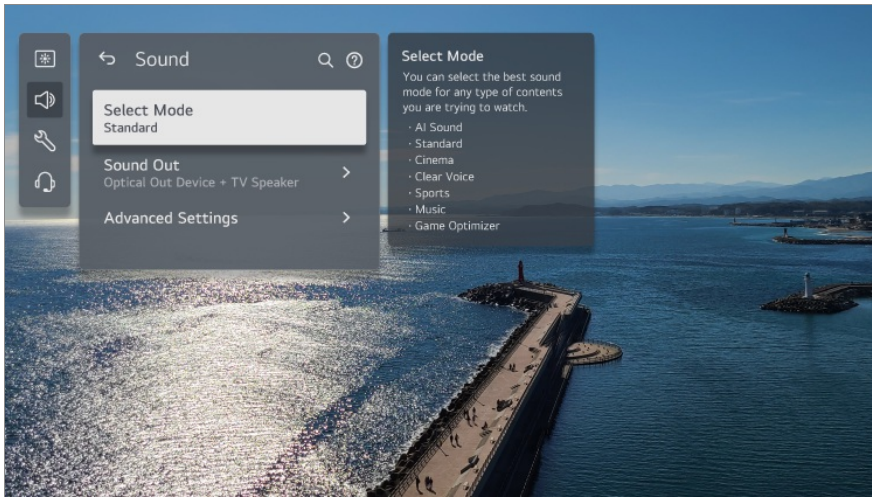 Sound
Select Mode
Standard
Sound Out
Optical Out Device + TV Speaker
Advanced Settings
Select Mode
You can select the best sound
mode for any type of contents
you are trying to watch.
· AI Sound
· Standard
· Cinema
· Clear Voice
· Sports
· Music
· Game Optimizer